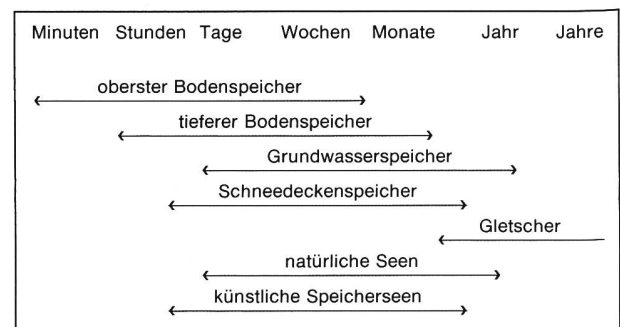 Minuten Stunden Tage Wochen Monate Jahr Jahre
oberster Bodenspeicher
tieferer Bodenspeicher
Grundwasserspeicher
Schneedeckenspeicher
Gletscher
natürliche Seen
künstliche Speicherseen